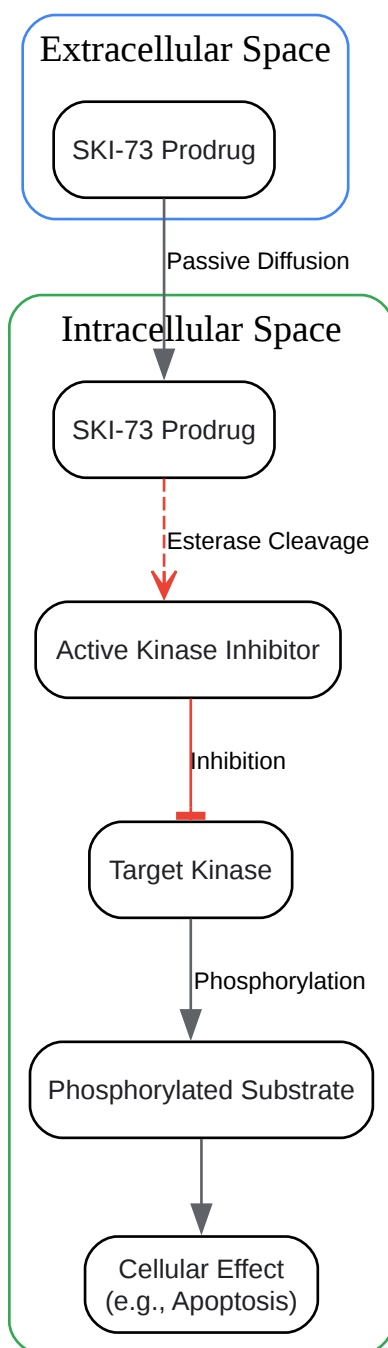 Extracellular Space
SKI-73 Prodrug
Passive Diffusion
Intracellular Space
SKI-73 Prodrug
Esterase Cleavage
Active Kinase Inhibitor
Inhibition
Target Kinase
Phosphorylation
Phosphorylated Substrate
Cellular Effect
(e.g., Apoptosis)